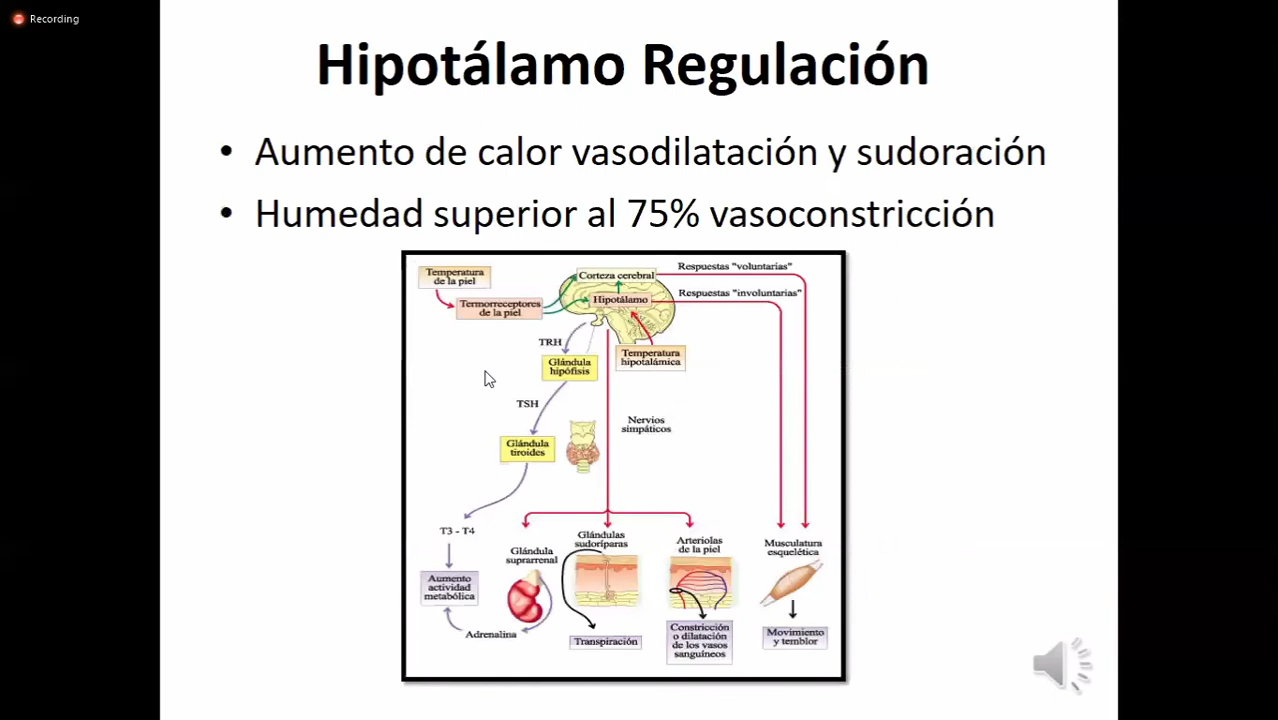 Recording
Hipotálamo Regulación
• Aumento de calor vasodilatación y sudoración
• Humedad superior al 75% vasoconstricción
Temperatura
de la piel
Corteza cerebral
Respuestas "voluntarias"
Termorreceptores
de la piel
Hipotálamo
Respuestas "involuntarias"
TRH
Glándula
hipófisis
Temperatura
hipotalámica
TSH
Nervios
simpáticos
Glándula
tiroides
T3 - T4
Glándula
suprarrenal
Glándulas
sudoríparas
Arteriolas
de la piel
Musculatura
esquelética
Aumento
actividad
metabólica
Adrenalina
Transpiración
Constricción
o dilatación
de los vasos
sanguíneos
Movimiento
y temblor